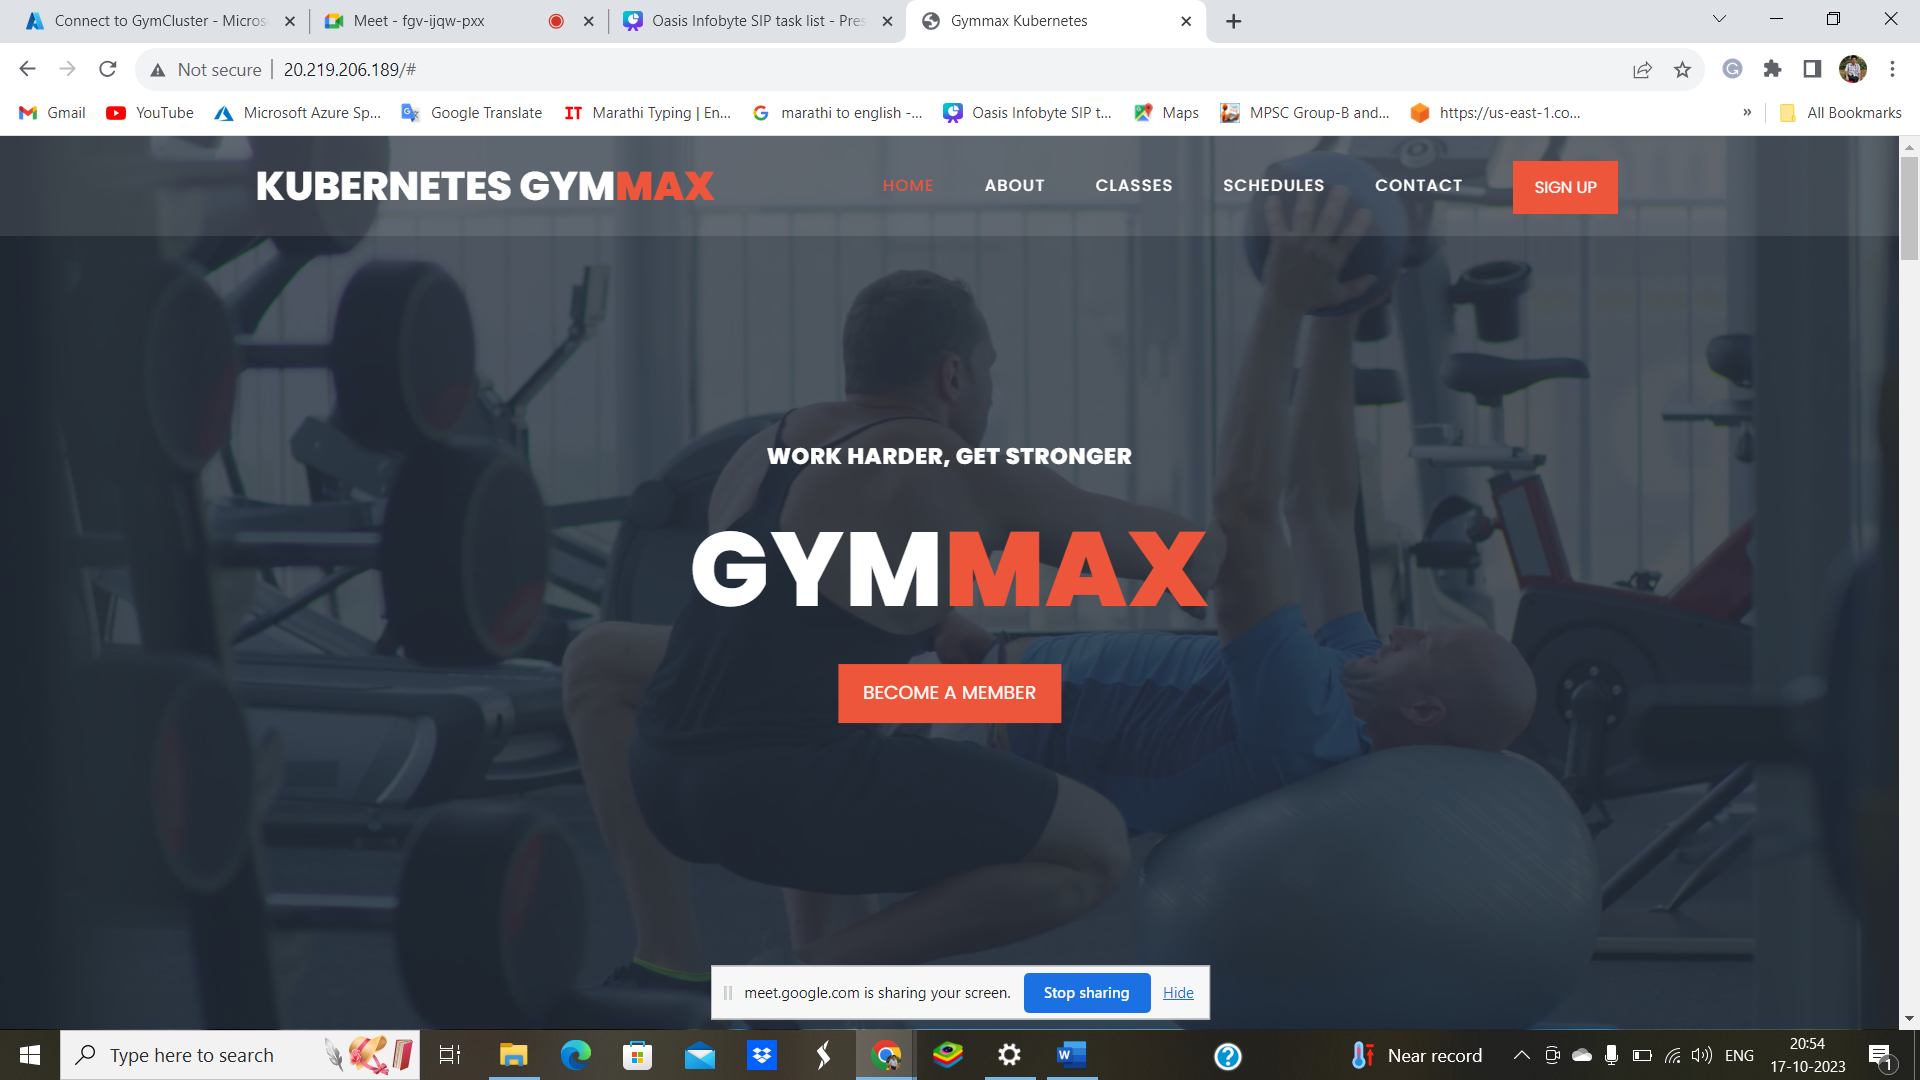 Connect to GymCluster - Micros
Meet - fgv-ijqw-pxx
Oasis Infobyte SIP task list - Pres
Gymmax Kubernetes
Not secure | 20.219.206.189/#
Gmail
YouTube
Microsoft Azure Sp...
Google Translate
IT Marathi Typing | En...
marathi to english -...
Oasis Infobyte SIP t...
Maps
MPSC Group-B and...
https://us-east-1.co...
»
All Bookmarks
KUBERNETES GYMMAX
HOME
ABOUT
CLASSES
SCHEDULES
CONTACT
SIGN UP
WORK HARDER, GET STRONGER
GYMMAX
BECOME A MEMBER
meet.google.com is sharing your screen.
Stop sharing
Hide
Type here to search
Near record
ENG
20:54
17-10-2023
1